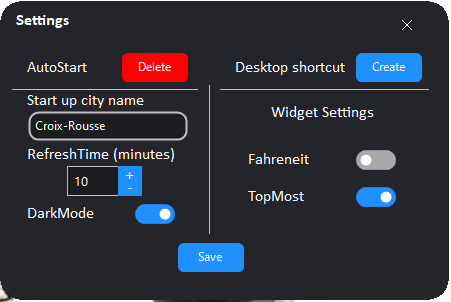 Settings
AutoStart
Delete
Desktop shortcut
Create
Start up city name
Croix-Rousse
RefreshTime (minutes)
10
+
-
DarkMode
Widget Settings
Fahreneit
TopMost
Save